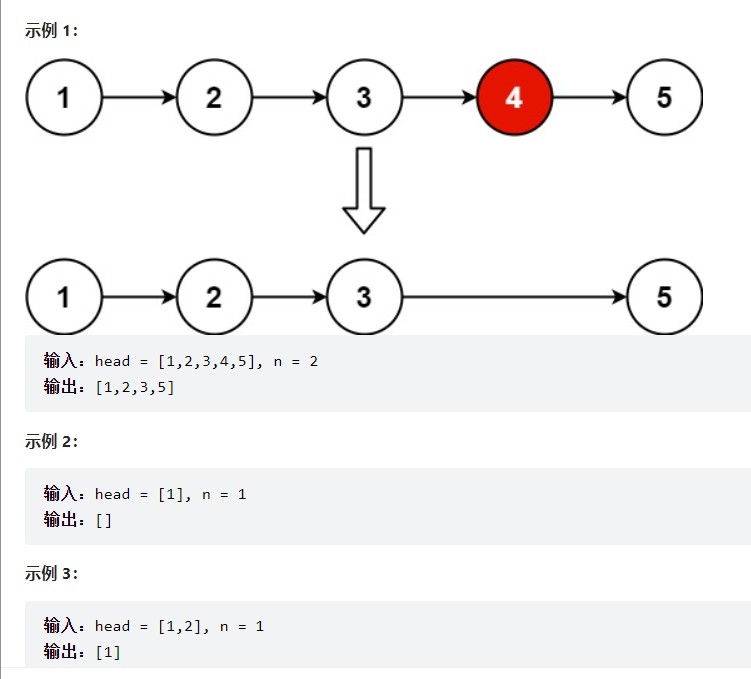 示例 1:
1 2 3 4 5
1 2 3 5
输入: head = [1,2,3,4,5], n = 2
输出: [1,2,3,5]
示例 2:
输入: head = [1], n = 1
输出: []
示例 3:
输入: head = [1,2], n = 1
输出: [1]